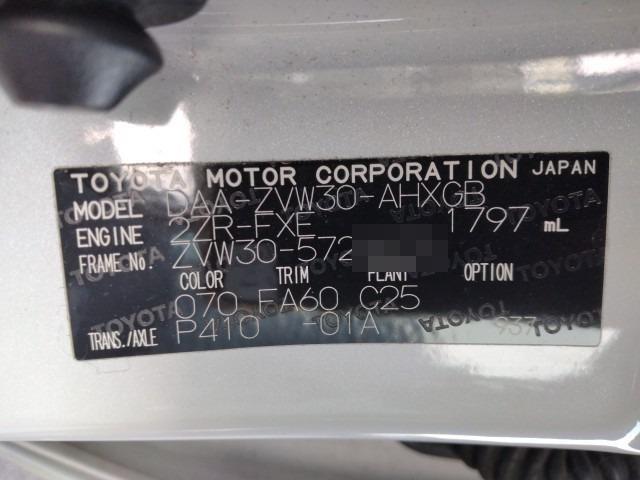 TOYOTA MOTOR CORPORATION JAPAN
MODEL DAA-ZVW30-AHXGB
ENGINE 2ZR-FXE 1797 mL
FRAME No. ZVW30-572
COLOR TRIM PLANT OPTION
070 FA60 C25
TRANS./AXLE P410 -01A 937